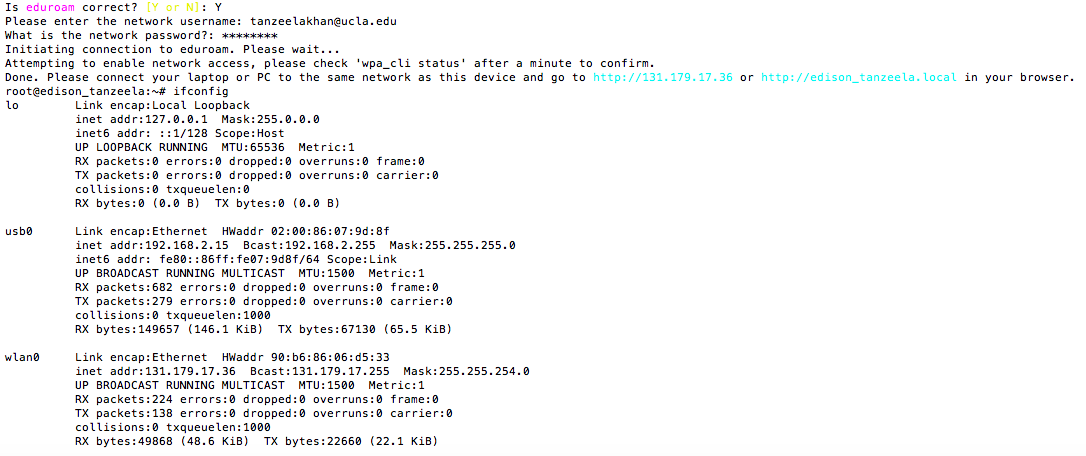 Is eduroam correct? [Y or N]: Y
Please enter the network username: tanzeelakhan@ucla.edu
What is the network password?: ********
Initiating connection to eduroam. Please wait...
Attempting to enable network access, please check 'wpa_cli status' after a minute to confirm.
Done. Please connect your laptop or PC to the same network as this device and go to http://131.179.17.36 or http://edison_tanzeela.local in your browser.
root@edison_tanzeela:~# ifconfig
lo        Link encap:Local Loopback
          inet addr:127.0.0.1  Mask:255.0.0.0
          inet6 addr: ::1/128 Scope:Host
          UP LOOPBACK RUNNING  MTU:65536  Metric:1
          RX packets:0 errors:0 dropped:0 overruns:0 frame:0
          TX packets:0 errors:0 dropped:0 overruns:0 carrier:0
          collisions:0 txqueuelen:0
          RX bytes:0 (0.0 B)  TX bytes:0 (0.0 B)

usb0      Link encap:Ethernet  HWaddr 02:00:86:07:9d:8f
          inet addr:192.168.2.15  Bcast:192.168.2.255  Mask:255.255.255.0
          inet6 addr: fe80::86ff:fe07:9d8f/64 Scope:Link
          UP BROADCAST RUNNING MULTICAST  MTU:1500  Metric:1
          RX packets:682 errors:0 dropped:0 overruns:0 frame:0
          TX packets:279 errors:0 dropped:0 overruns:0 carrier:0
          collisions:0 txqueuelen:1000
          RX bytes:149657 (146.1 KiB)  TX bytes:67130 (65.5 KiB)

wlan0     Link encap:Ethernet  HWaddr 90:b6:86:06:d5:33
          inet addr:131.179.17.36  Bcast:131.179.17.255  Mask:255.255.254.0
          UP BROADCAST RUNNING MULTICAST  MTU:1500  Metric:1
          RX packets:224 errors:0 dropped:0 overruns:0 frame:0
          TX packets:138 errors:0 dropped:0 overruns:0 carrier:0
          collisions:0 txqueuelen:1000
          RX bytes:49868 (48.6 KiB)  TX bytes:22660 (22.1 KiB)